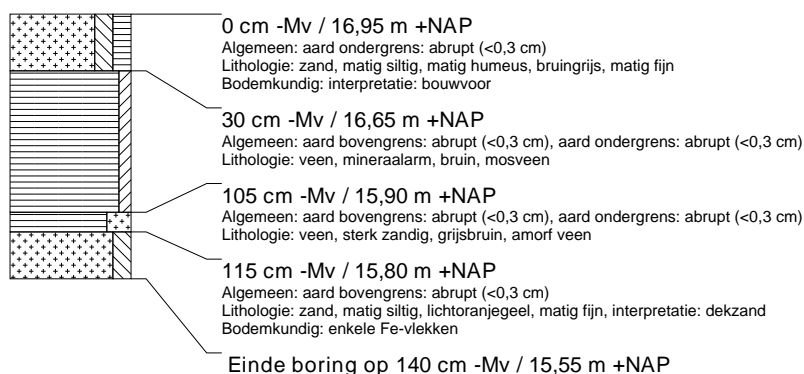 0 cm -Mv / 16,95 m +NAP
Algemeen: aard ondergrens: abrupt (<0,3 cm)
Lithologie: zand, matig siltig, matig humeus, bruingrijs, matig fijn
Bodemkundig: interpretatie: bouwvoor
30 cm -Mv / 16,65 m +NAP
Algemeen: aard bovengrens: abrupt (<0,3 cm), aard ondergrens: abrupt (<0,3 cm)
Lithologie: veen, mineraalarm, bruin, mosveen
105 cm -Mv / 15,90 m +NAP
Algemeen: aard bovengrens: abrupt (<0,3 cm), aard ondergrens: abrupt (<0,3 cm)
Lithologie: veen, sterk zandig, grijsbruin, amorf veen
115 cm -Mv / 15,80 m +NAP
Algemeen: aard bovengrens: abrupt (<0,3 cm)
Lithologie: zand, matig siltig, lichtoranjegeel, matig fijn, interpretatie: dekzand
Bodemkundig: enkele Fe-vlekken
Einde boring op 140 cm -Mv / 15,55 m +NAP